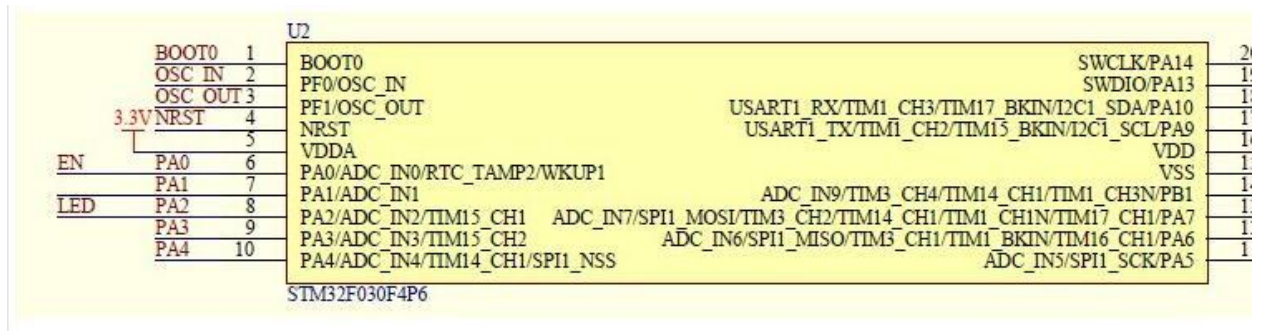 U2
BOOT0 1 BOOT0 SWCLK/PA14
OSC_IN 2 PF0/OSC_IN SWDIO/PA13
OSC_OUT 3 PF1/OSC_OUT USART1_RX/TIM1_CH3/TIM17_BKIN/I2C1_SDA/PA10
3.3V NRST 4 NRST USART1_TX/TIM1_CH2/TIM15_BKIN/I2C1_SCL/PA9
5 VDDA VDD
EN PA0 6 PA0/ADC_IN0/RTC_TAMP2/WKUP1 VSS
PA1 7 PA1/ADC_IN1 ADC_IN9/TIM3_CH4/TIM14_CH1/TIM1_CH3N/PB1
LED PA2 8 PA2/ADC_IN2/TIM15_CH1 ADC_IN7/SPI1_MOSI/TIM3_CH2/TIM14_CH1/TIM1_CH1N/TIM17_CH1/PA7
PA3 9 PA3/ADC_IN3/TIM15_CH2 ADC_IN6/SPI1_MISO/TIM3_CH1/TIM1_BKIN/TIM16_CH1/PA6
PA4 10 PA4/ADC_IN4/TIM14_CH1/SPI1_NSS ADC_IN5/SPI1_SCK/PA5
STM32F030F4P6